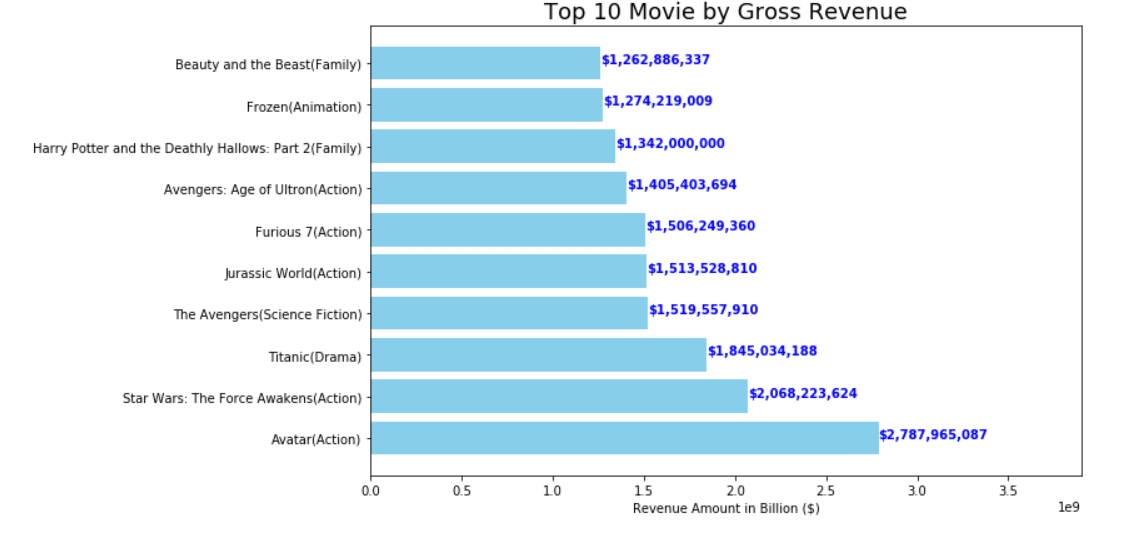 Top 10 Movie by Gross Revenue
Beauty and the Beast(Family) $1,262,886,337
Frozen(Animation) $1,274,219,009
Harry Potter and the Deathly Hallows: Part 2(Family) $1,342,000,000
Avengers: Age of Ultron(Action) $1,405,403,694
Furious 7(Action) $1,506,249,360
Jurassic World(Action) $1,513,528,810
The Avengers(Science Fiction) $1,519,557,910
Titanic(Drama) $1,845,034,188
Star Wars: The Force Awakens(Action) $2,068,223,624
Avatar(Action) $2,787,965,087
0.0 0.5 1.0 1.5 2.0 2.5 3.0 3.5
Revenue Amount in Billion ($) 1e9